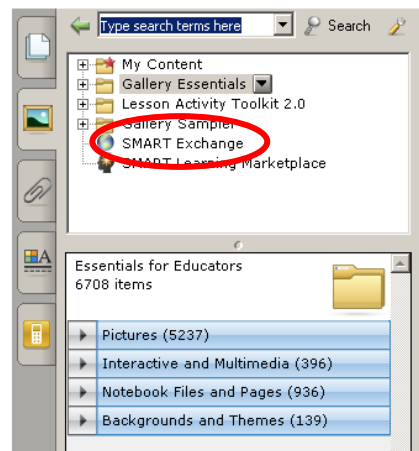 Type search terms here Search
My Content
Gallery Essentials
Lesson Activity Toolkit 2.0
Gallery Sampler
SMART Exchange
SMART Learning Marketplace
Essentials for Educators
6708 items
Pictures (5237)
Interactive and Multimedia (396)
Notebook Files and Pages (936)
Backgrounds and Themes (139)